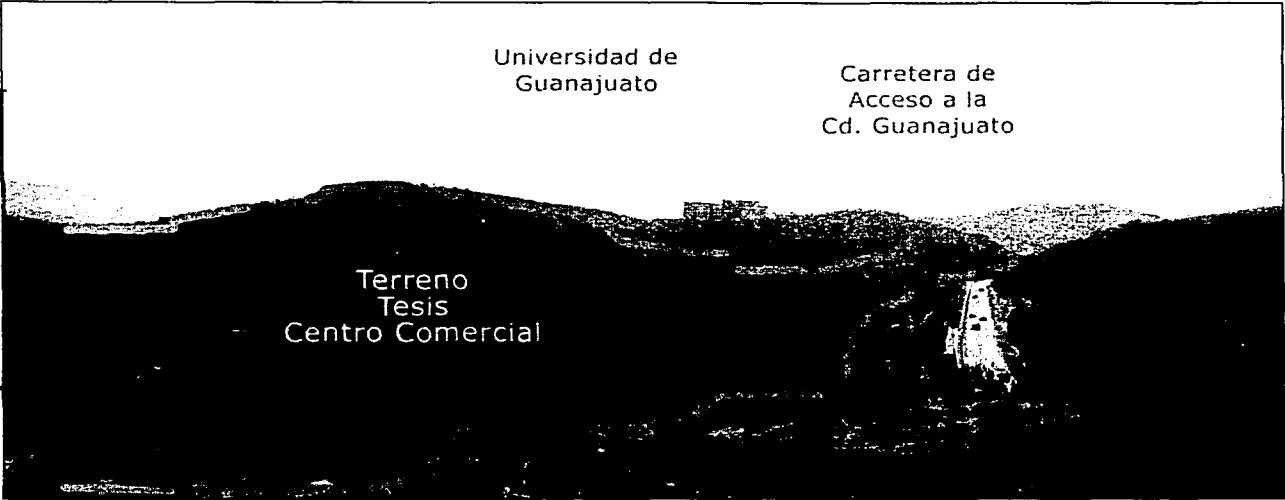 Universidad de
Guanajuato
Carretera de
Acceso a la
Cd. Guanajuato
Terreno
Tesis
Centro Comercial